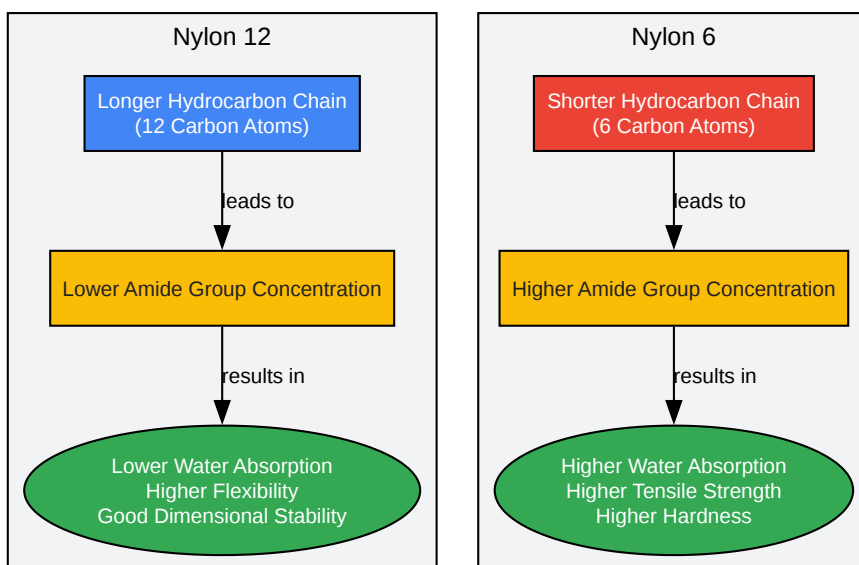 Nylon 12
Longer Hydrocarbon Chain
(12 Carbon Atoms)
leads to
Lower Amide Group Concentration
results in
Lower Water Absorption
Higher Flexibility
Good Dimensional Stability
Nylon 6
Shorter Hydrocarbon Chain
(6 Carbon Atoms)
leads to
Higher Amide Group Concentration
results in
Higher Water Absorption
Higher Tensile Strength
Higher Hardness